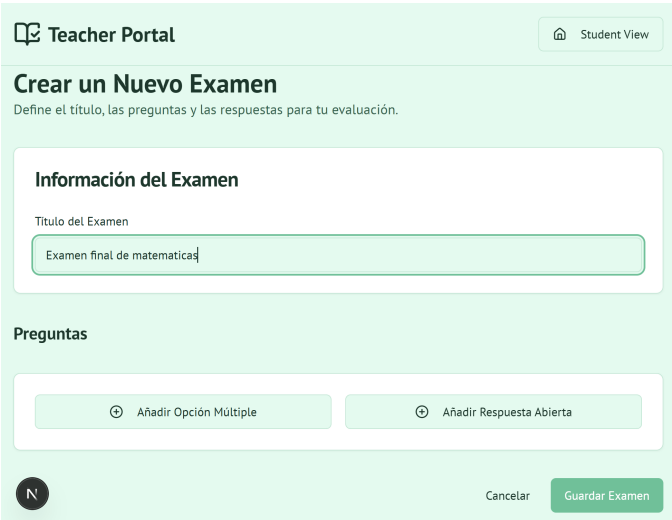 Teacher Portal
Student View
Crear un Nuevo Examen
Define el título, las preguntas y las respuestas para tu evaluación.
Información del Examen
Título del Examen
Examen final de matematicas
Preguntas
Añadir Opción Múltiple
Añadir Respuesta Abierta
N
Cancelar
Guardar Examen